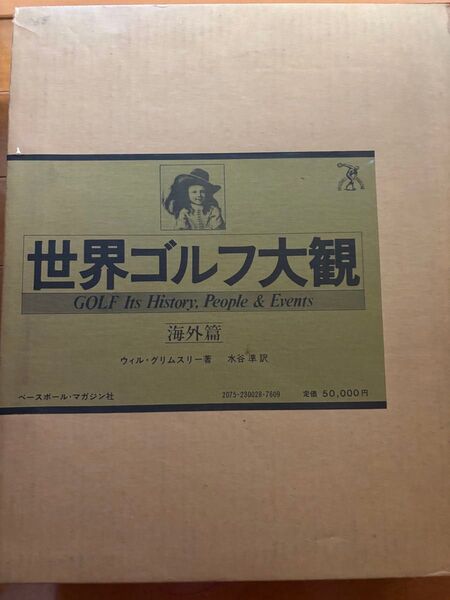 世界ゴルフ大観
GOLF Its History, People & Events
海外篇
ウィル・グリムスリー著 水谷 準 訳
ベースボール・マガジン社 2075-230028-7609 定価 50,000円